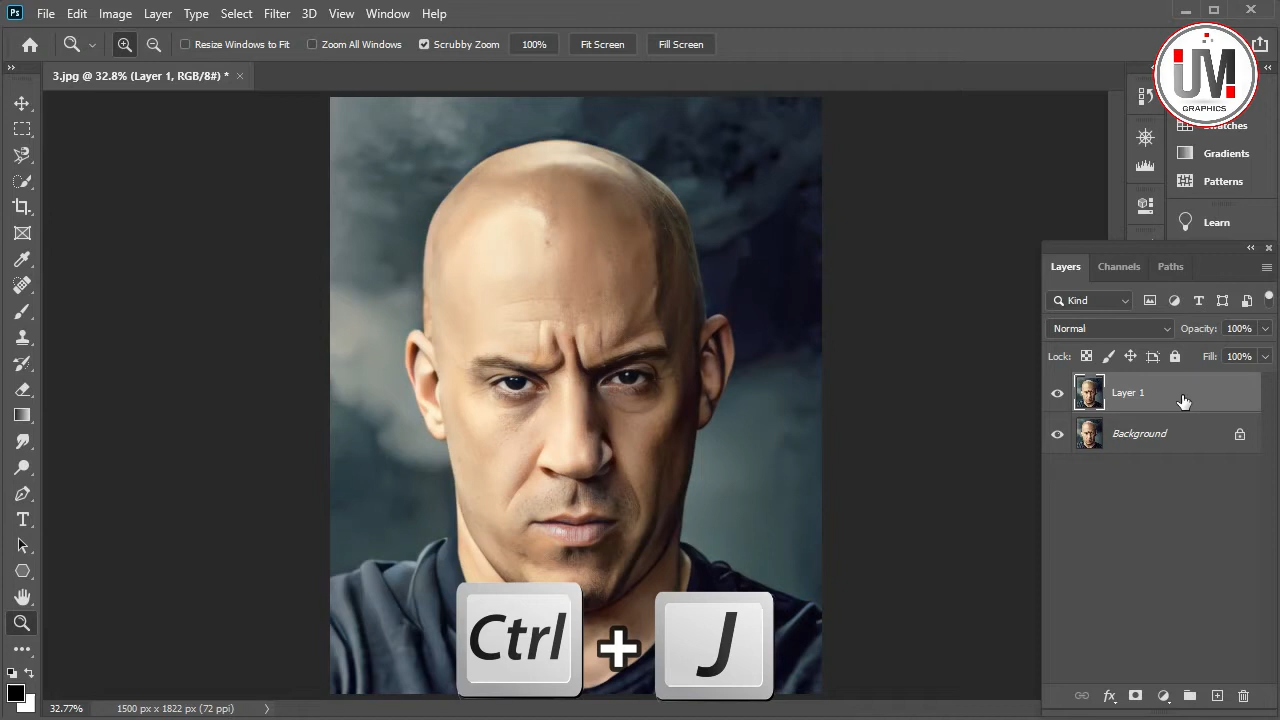 Ps File Edit Image Layer Type Select Filter 3D View Window Help
Resize Windows to Fit Zoom All Windows Scrubby Zoom 100% Fit Screen Fill Screen
3.jpg @ 32.8% (Layer 1, RGB/8#) * ×
UM
GRAPHICS
Swatches
Gradients
Patterns
Learn
Layers Channels Paths
Kind
Normal Opacity: 100%
Lock: Fill: 100%
Layer 1
Background
Ctrl + J
fx
32.77% 1500 px x 1822 px (72 ppi)